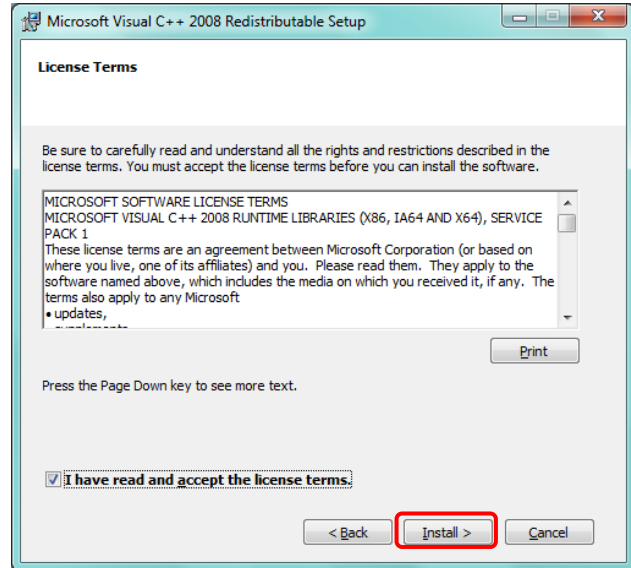 Microsoft Visual C++ 2008 Redistributable Setup
License Terms
Be sure to carefully read and understand all the rights and restrictions described in the
license terms. You must accept the license terms before you can install the software.
MICROSOFT SOFTWARE LICENSE TERMS
MICROSOFT VISUAL C++ 2008 RUNTIME LIBRARIES (X86, IA64 AND X64), SERVICE
PACK 1
These license terms are an agreement between Microsoft Corporation (or based on
where you live, one of its affiliates) and you.  Please read them.  They apply to the
software named above, which includes the media on which you received it, if any.  The
terms also apply to any Microsoft
• updates,
Print
Press the Page Down key to see more text.
I have read and accept the license terms.
< Back
Install >
Cancel